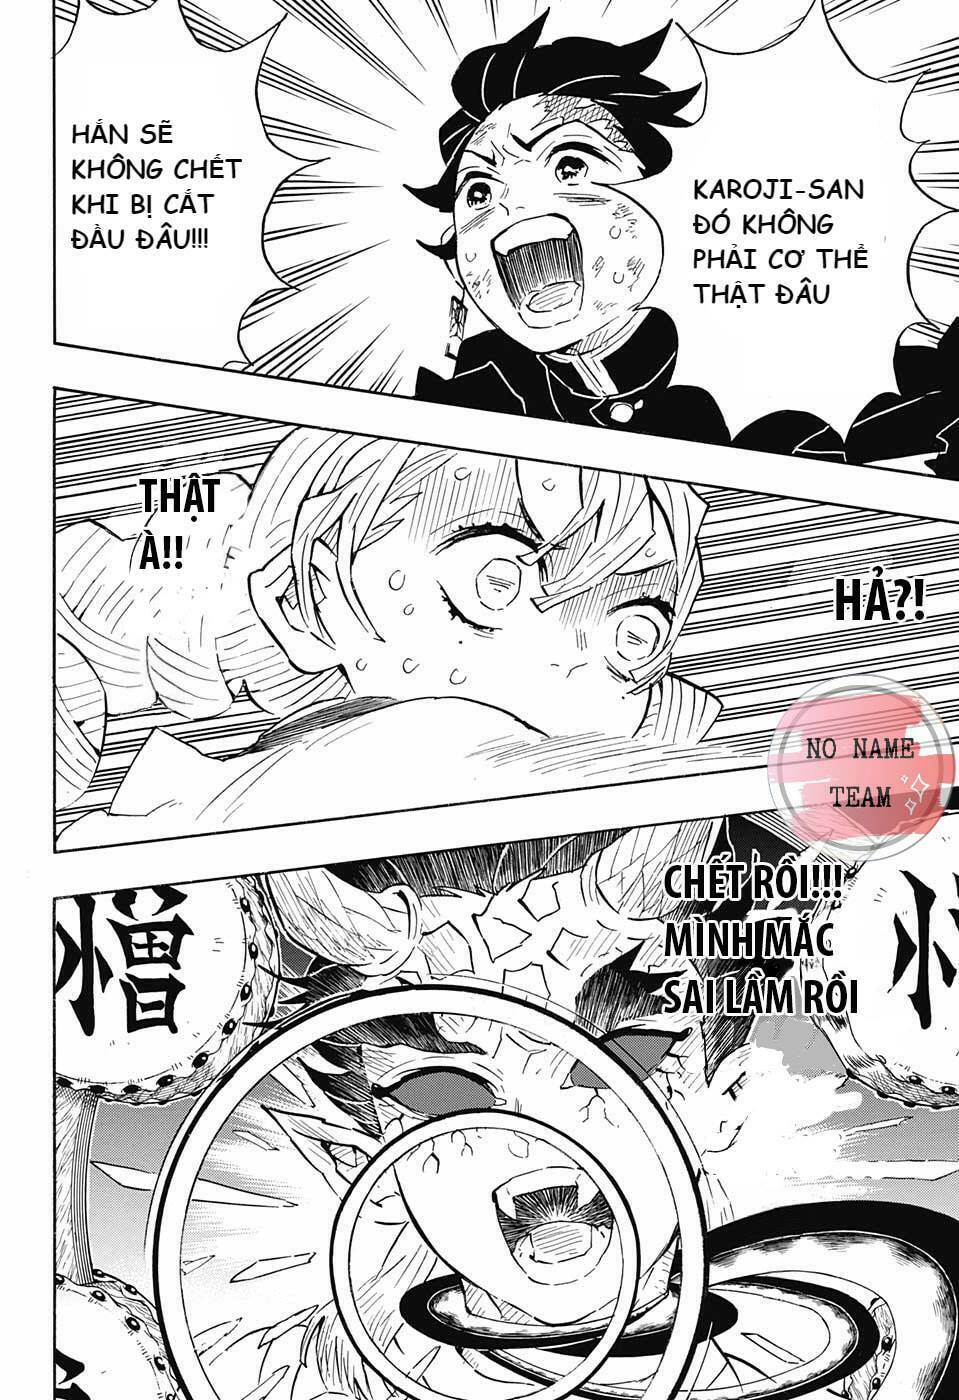 KAROJI-SAN
ĐÓ KHÔNG
PHẢI CƠ THỂ
THẬT ĐÂU
HẮN SẼ
KHÔNG CHẾT
KHI BỊ CẮT
ĐẦU ĐÂU!!!
HẢ?!
THẬT
À!!
NO NAME
TEAM
CHẾT RỒI!!!
MÌNH MẮC
SAI LẦM RỒI
憎